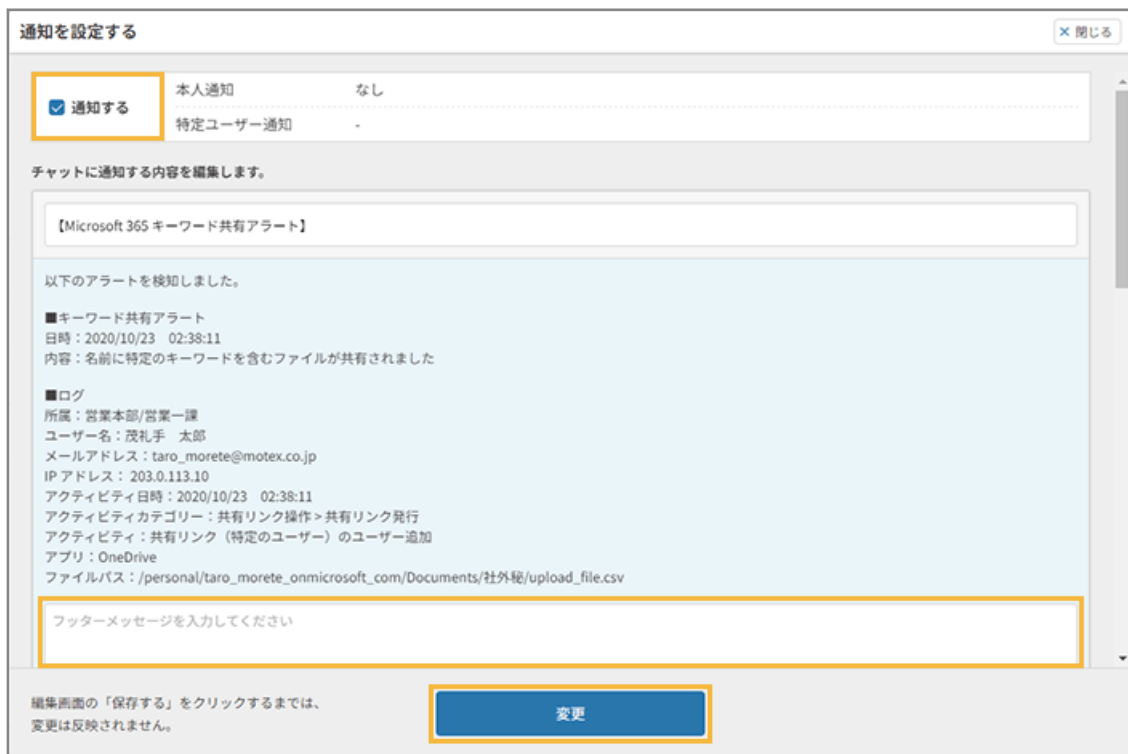 通知を設定する
× 閉じる
通知する
本人通知 なし
特定ユーザー通知 -
チャットに通知する内容を編集します。
【Microsoft 365 キーワード共有アラート】
以下のアラートを検知しました。
■キーワード共有アラート
日時：2020/10/23　02:38:11
内容：名前に特定のキーワードを含むファイルが共有されました
■ログ
所属：営業本部/営業一課
ユーザー名：茂礼手　太郎
メールアドレス：taro_morete@motex.co.jp
IP アドレス： 203.0.113.10
アクティビティ日時：2020/10/23　02:38:11
アクティビティカテゴリー：共有リンク操作 > 共有リンク発行
アクティビティ：共有リンク（特定のユーザー）のユーザー追加
アプリ：OneDrive
ファイルパス：/personal/taro_morete_onmicrosoft_com/Documents/社外秘/upload_file.csv
フッターメッセージを入力してください
編集画面の「保存する」をクリックするまでは、
変更は反映されません。
変更